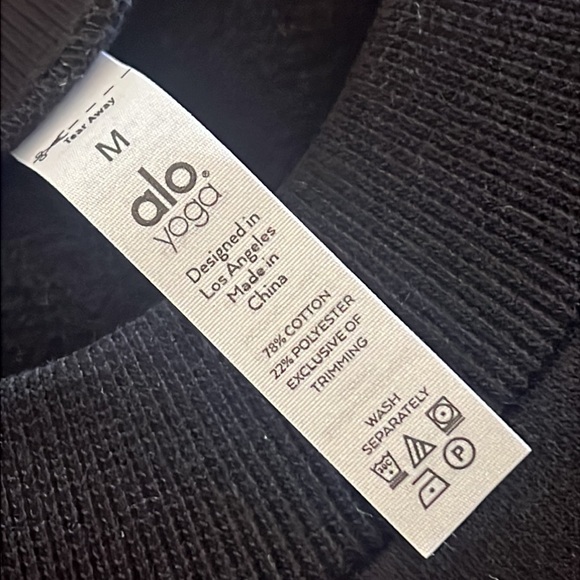 Tear Away
M
alo®
yoga
Designed in
Los Angeles
Made in
China
78% COTTON
22% POLYESTER
EXCLUSIVE OF
TRIMMING
WASH
SEPARATELY
30C
P